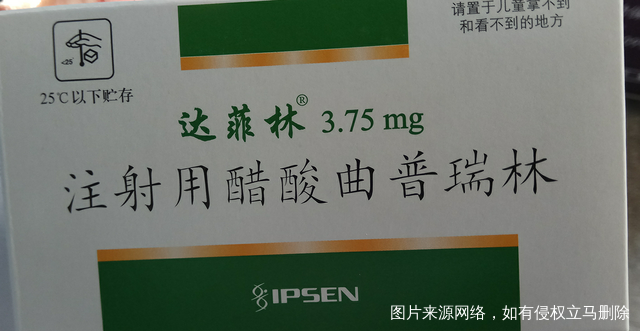 请置于儿童拿不到
和看不到的地方
<25°
25℃以下贮存
达菲林® 3.75 mg
注射用醋酸曲普瑞林
IPSEN
图片来源网络，如有侵权立马删除